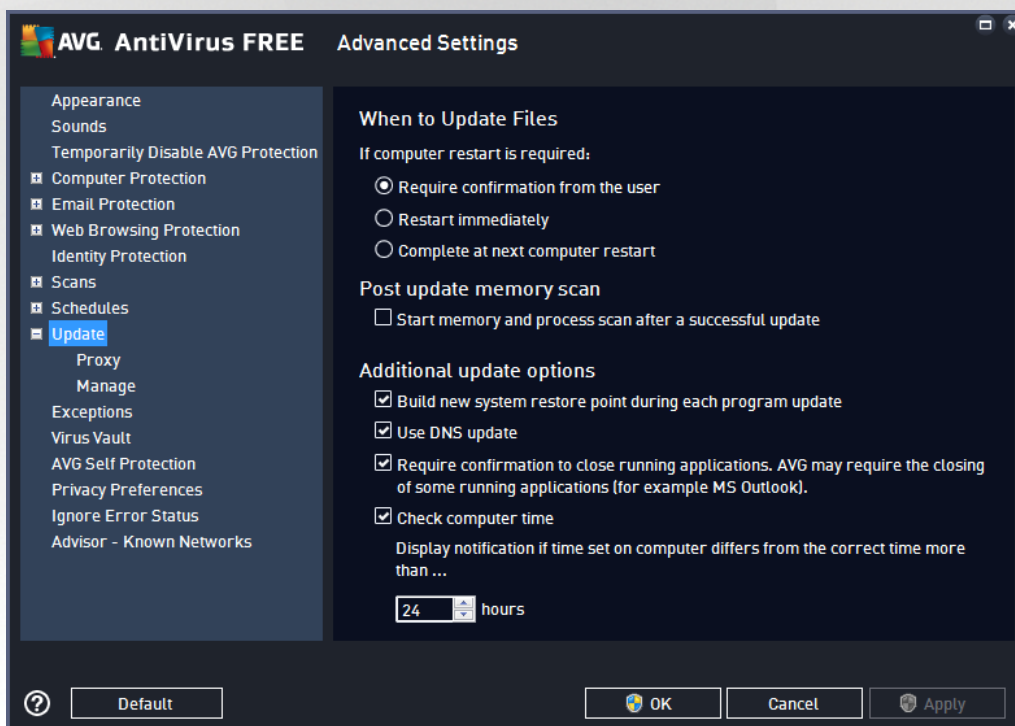 AVG. AntiVirus FREE Advanced Settings
Appearance
Sounds
Temporarily Disable AVG Protection
Computer Protection
Email Protection
Web Browsing Protection
Identity Protection
Scans
Schedules
Update
Proxy
Manage
Exceptions
Virus Vault
AVG Self Protection
Privacy Preferences
Ignore Error Status
Advisor - Known Networks
When to Update Files
If computer restart is required:
Require confirmation from the user
Restart immediately
Complete at next computer restart
Post update memory scan
Start memory and process scan after a successful update
Additional update options
Build new system restore point during each program update
Use DNS update
Require confirmation to close running applications. AVG may require the closing
of some running applications (for example MS Outlook).
Check computer time
Display notification if time set on computer differs from the correct time more
than ...
24 hours
? Default OK Cancel Apply